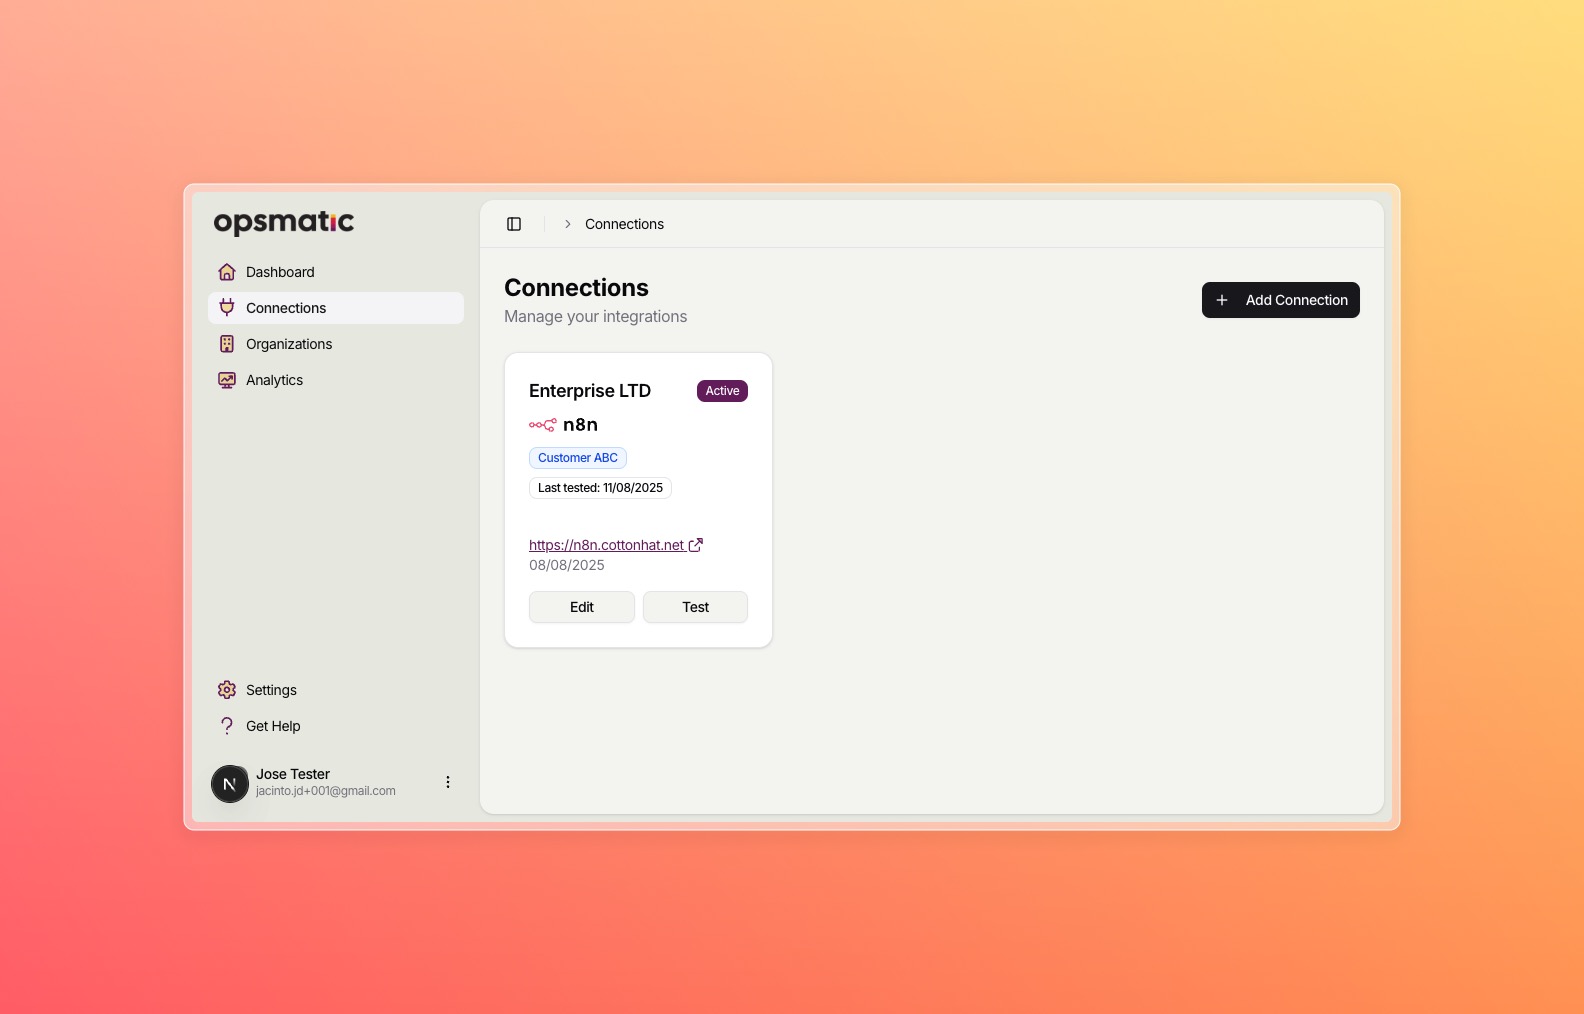 opsmatic
Dashboard
Connections
Organizations
Analytics
Settings
Get Help
N
Jose Tester
jacinto.jd+001@gmail.com
Connections
Connections
Manage your integrations
Add Connection
Enterprise LTD
Active
n8n
Customer ABC
Last tested: 11/08/2025
https://n8n.cottonhat.net
08/08/2025
Edit
Test